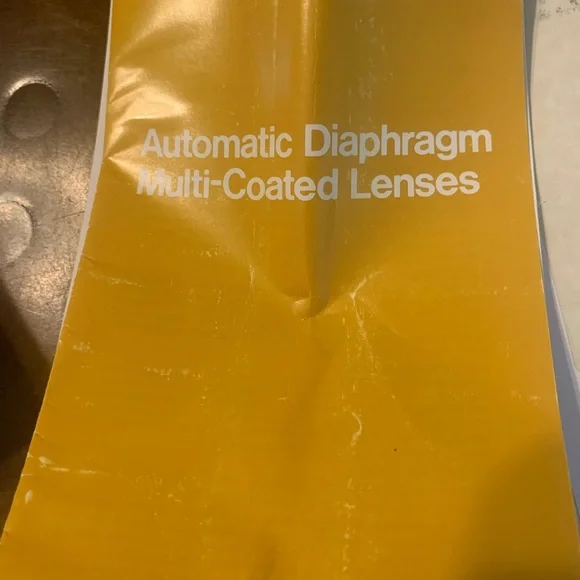 Automatic Diaphragm
Multi-Coated Lenses